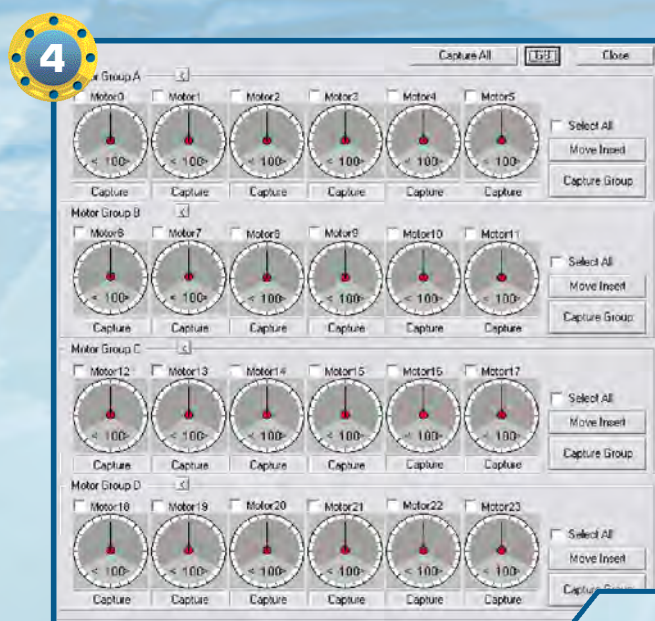 4
Capture All Close
Motor Group A <
Motor0 Motor1 Motor2 Motor3 Motor4 Motor5
Select All
< 100> < 100> < 100> < 100> < 100> < 100>
Move Insert
Capture Group
Capture Capture Capture Capture Capture Capture
Motor Group B <
Motor6 Motor7 Motor8 Motor9 Motor10 Motor11
Select All
< 100> < 100> < 100> < 100> < 100> < 100>
Move Insert
Capture Group
Capture Capture Capture Capture Capture Capture
Motor Group C <
Motor12 Motor13 Motor14 Motor15 Motor16 Motor17
Select All
< 100> < 100> < 100> < 100> < 100> < 100>
Move Insert
Capture Group
Capture Capture Capture Capture Capture Capture
Motor Group D <
Motor18 Motor19 Motor20 Motor21 Motor22 Motor23
Select All
< 100> < 100> < 100> < 100> < 100> < 100>
Move Insert
Capture Group
Capture Capture Capture Capture Capture Capture